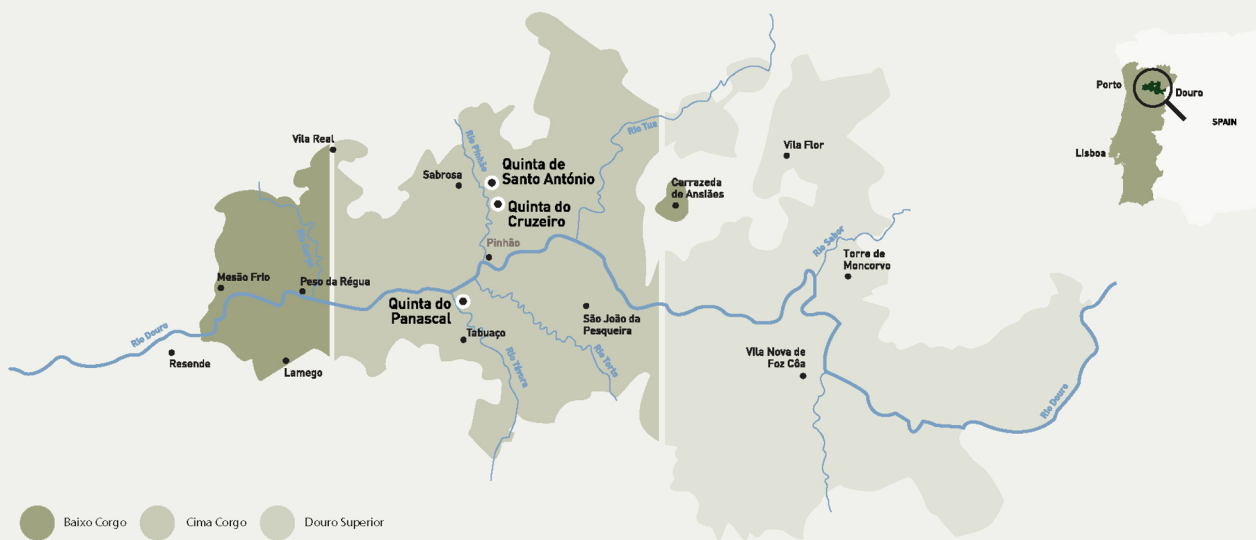 Vila Real
Rio Pinhão
Sabrosa
Quinta de
Santo António
Quinta do
Cruzeiro
Pinhão
Rio Tua
Carrazeda
de Ansiães
Vila Flor
Porto
Douro
SPAIN
Lisboa
Mesão Frio
Peso da Régua
Quinta do
Panascal
Tabuaço
São João da
Pesqueira
Rio Sabor
Torre de
Moncorvo
Vila Nova de
Foz Côa
Rio Douro
Resende
Lamego
Rio Távora
Rio Torto
Rio Douro
Baixo Corgo
Cima Corgo
Douro Superior